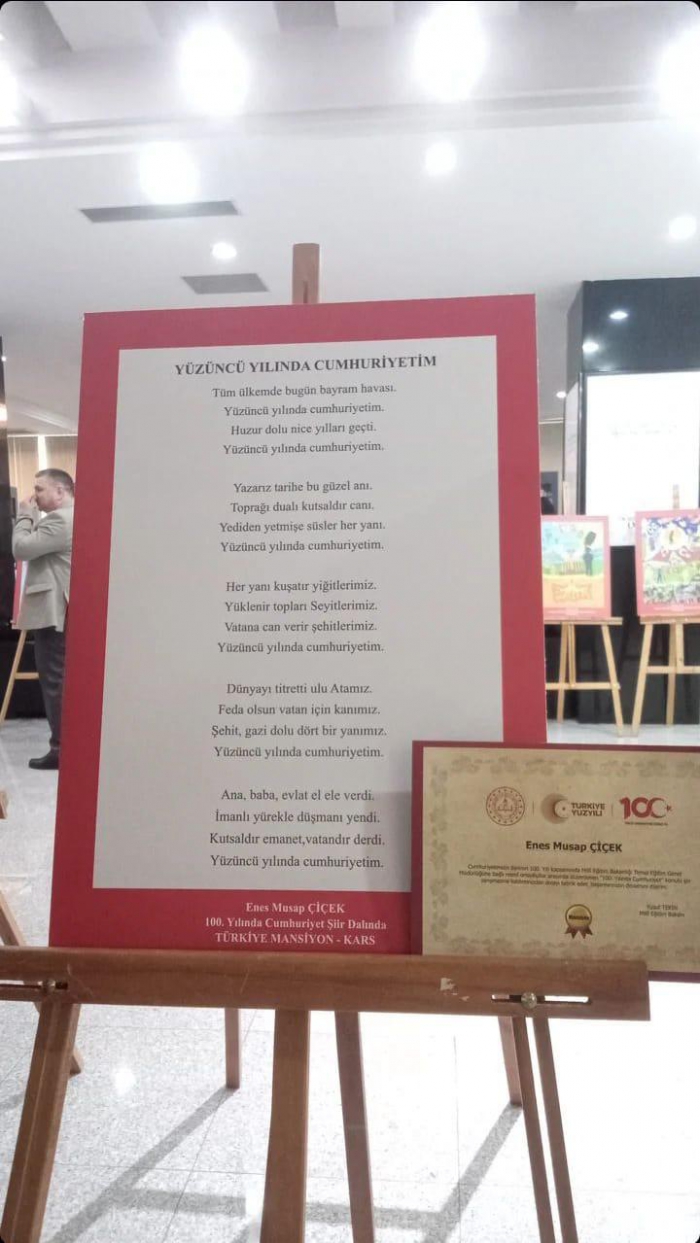 YÜZÜNCÜ YILINDA CUMHURİYETİM
Tüm ülkemde bugün bayram havası.
Yüzüncü yılında cumhuriyetim.
Huzur dolu nice yılları geçti.
Yüzüncü yılında cumhuriyetim.
Yazarız tarihe bu güzel anı.
Toprağı dualı kutsaldır canı.
Yediden yetmişe süsler her yanı.
Yüzüncü yılında cumhuriyetim.
Her yanı kuşatır yiğitlerimiz.
Yüklenir topları Seyitlerimiz.
Vatana can verir şehitlerimiz.
Yüzüncü yılında cumhuriyetim.
Dünyayı titretti ulu Atamız.
Feda olsun vatan için kanımız.
Şehit, gazi dolu dört bir yanımız.
Yüzüncü yılında cumhuriyetim.
Ana, baba, evlat el ele verdi.
İmanlı yürekle düşmanı yendi.
Kutsaldır emanet,vatandır derdi.
Yüzüncü yılında cumhuriyetim.
Enes Musap ÇİÇEK
100. Yılında Cumhuriyet Şiir Dalında
TÜRKİYE MANSİYON - KARS
TÜRKİYE
YÜZYILI
100
Enes Musap ÇİÇEK
Yusuf TEKİN
Milli Eğitim Bakanı